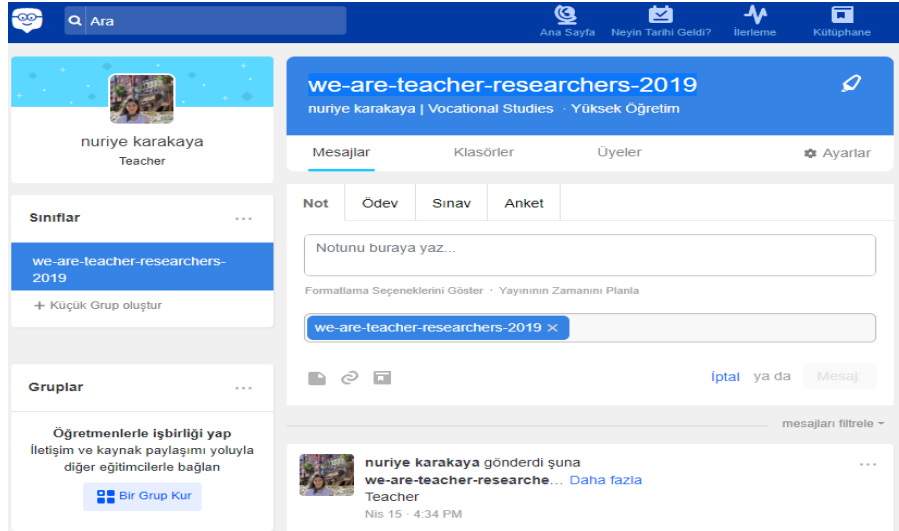 Ara
Ana Sayfa
Neyin Tarihi Geldi?
İlerleme
Kütüphane
nuriye karakaya
Teacher
Sınıflar
we-are-teacher-researchers-
2019
+ Küçük Grup oluştur
Gruplar
Öğretmenlerle işbirliği yap
İletişim ve kaynak paylaşımı yoluyla
diğer eğitimcilerle bağlan
Bir Grup Kur
we-are-teacher-researchers-2019
nuriye karakaya | Vocational Studies · Yüksek Öğretim
Mesajlar
Klasörler
Üyeler
Ayarlar
Not
Ödev
Sınav
Anket
Notunu buraya yaz...
Formatlama Seçeneklerini Göster · Yayınının Zamanını Planla
we-are-teacher-researchers-2019 ×
İptal ya da Mesaj:
mesajları filtrele
nuriye karakaya gönderdi şuna
we-are-teacher-researche... Daha fazla
Teacher
Nis 15 · 4:34 PM